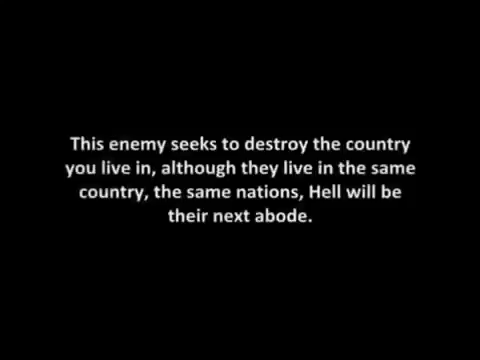 This enemy seeks to destroy the country
you live in, although they live in the same
country, the same nations, Hell will be
their next abode.